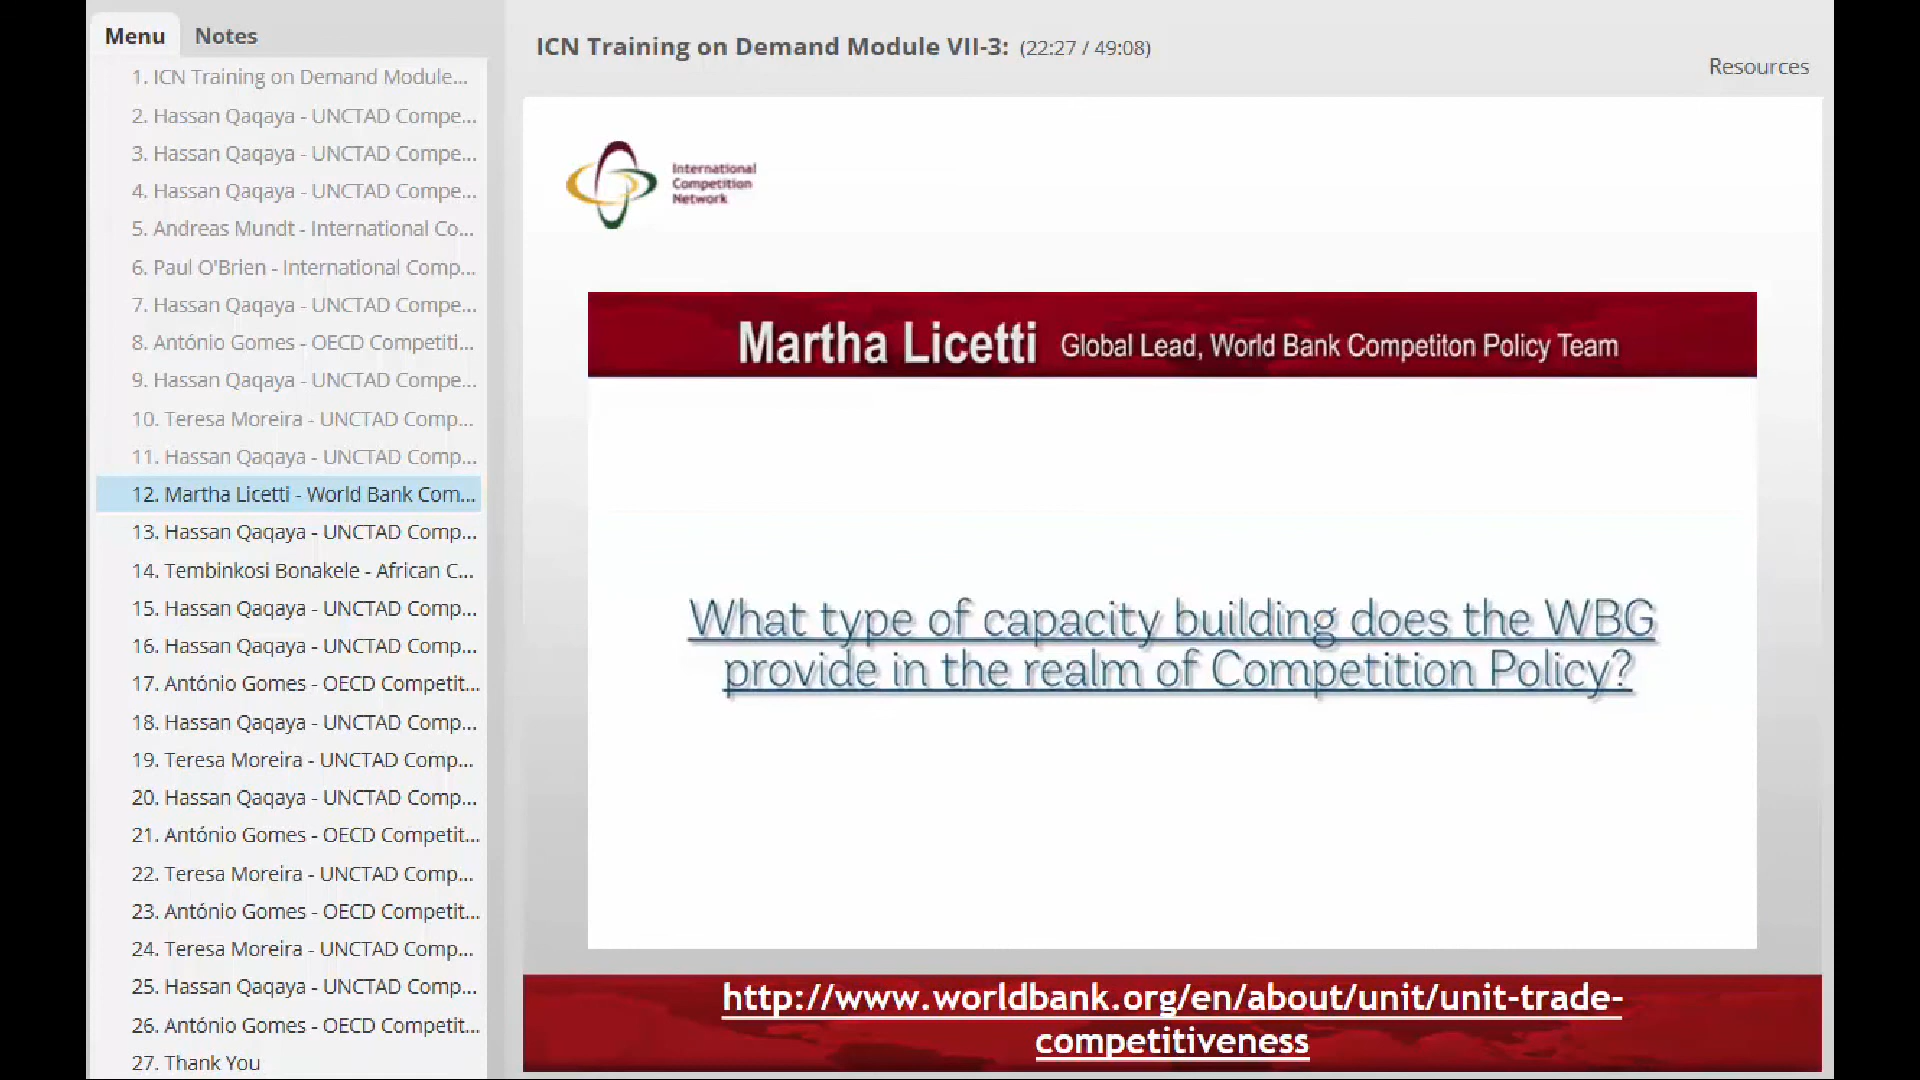 Menu
Notes
1. ICN Training on Demand Module...
2. Hassan Qaqaya - UNCTAD Compe...
3. Hassan Qaqaya - UNCTAD Compe...
4. Hassan Qaqaya - UNCTAD Compe...
5. Andreas Mundt - International Co...
6. Paul O'Brien - International Comp...
7. Hassan Qaqaya - UNCTAD Compe...
8. António Gomes - OECD Competiti...
9. Hassan Qaqaya - UNCTAD Compe...
10. Teresa Moreira - UNCTAD Comp...
11. Hassan Qaqaya - UNCTAD Comp...
12. Martha Licetti - World Bank Com...
13. Hassan Qaqaya - UNCTAD Comp...
14. Tembinkosi Bonakele - African C...
15. Hassan Qaqaya - UNCTAD Comp...
16. Hassan Qaqaya - UNCTAD Comp...
17. António Gomes - OECD Competit...
18. Hassan Qaqaya - UNCTAD Comp...
19. Teresa Moreira - UNCTAD Comp...
20. Hassan Qaqaya - UNCTAD Comp...
21. António Gomes - OECD Competit...
22. Teresa Moreira - UNCTAD Comp...
23. António Gomes - OECD Competit...
24. Teresa Moreira - UNCTAD Comp...
25. Hassan Qaqaya - UNCTAD Comp...
26. António Gomes - OECD Competit...
27. Thank You
ICN Training on Demand Module VII-3: (22:27 / 49:08)
Resources
International
Competition
Network
Martha Licetti Global Lead, World Bank Competiton Policy Team
What type of capacity building does the WBG
provide in the realm of Competition Policy?
http://www.worldbank.org/en/about/unit/unit-trade-
competitiveness